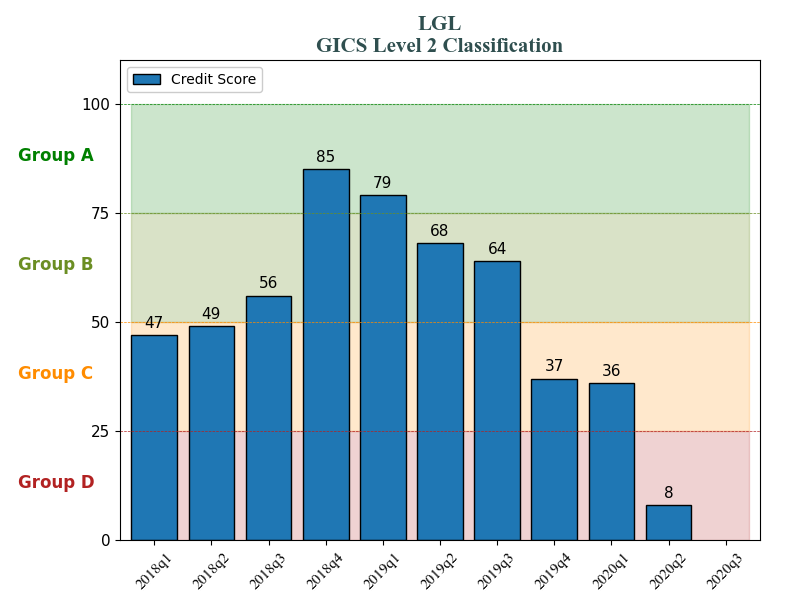 LGL
GICS Level 2 Classification
Credit Score
100
Group A
85
79
75
68
64
Group B
56
50
49
47
37
36
Group C
25
Group D
8
0
2018q1 2018q2 2018q3 2018q4 2019q1 2019q2 2019q3 2019q4 2020q1 2020q2 2020q3